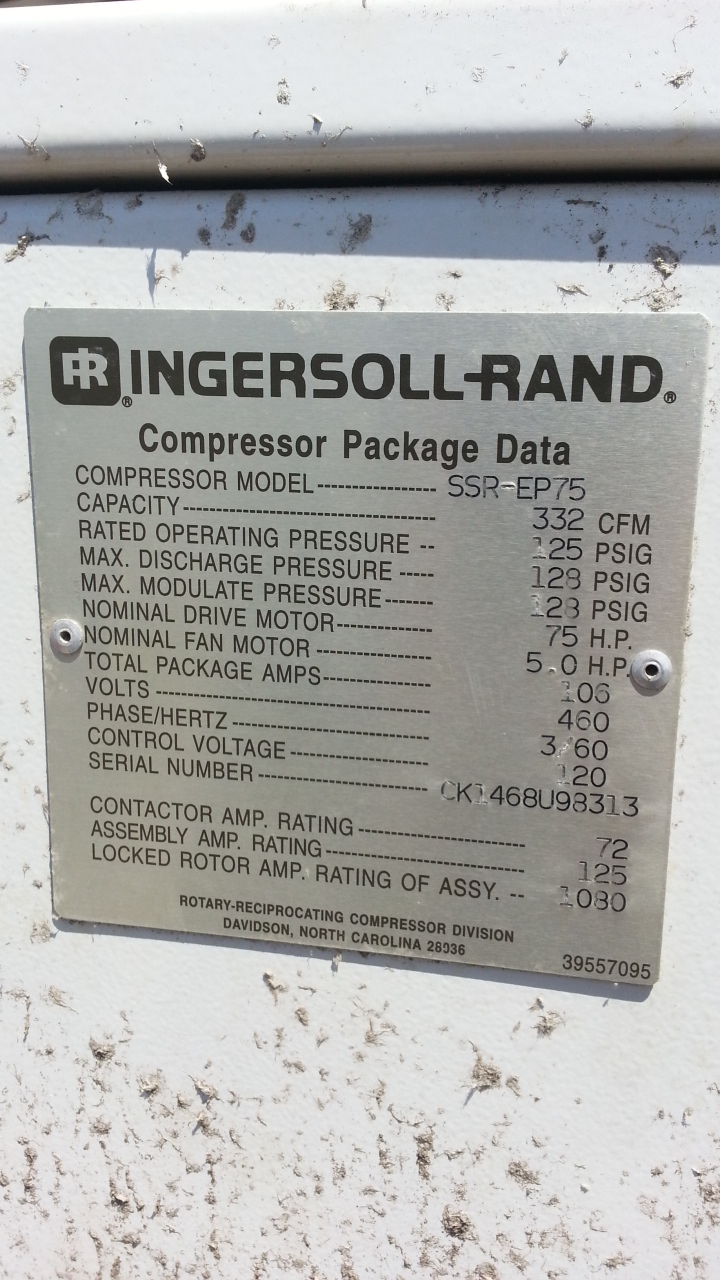 IR® INGERSOLL-RAND®
Compressor Package Data
COMPRESSOR MODEL ------------------ SSR-EP75
CAPACITY -------------------------------------- 332 CFM
RATED OPERATING PRESSURE -- 125 PSIG
MAX. DISCHARGE PRESSURE ----- 128 PSIG
MAX. MODULATE PRESSURE ------- 128 PSIG
NOMINAL DRIVE MOTOR --------------- 75 H.P.
NOMINAL FAN MOTOR ------------------ 5.0 H.P.
TOTAL PACKAGE AMPS ----------------- 106
VOLTS ------------------------------------------ 460
PHASE/HERTZ ------------------------------ 3/60
CONTROL VOLTAGE --------------------- 120
SERIAL NUMBER -------------------------- CK1468U98313
CONTACTOR AMP. RATING ------------------------- 72
ASSEMBLY AMP. RATING ------------------------------ 125
LOCKED ROTOR AMP. RATING OF ASSY. -- 1080
ROTARY-RECIPROCATING COMPRESSOR DIVISION
DAVIDSON, NORTH CAROLINA 28036
39557095